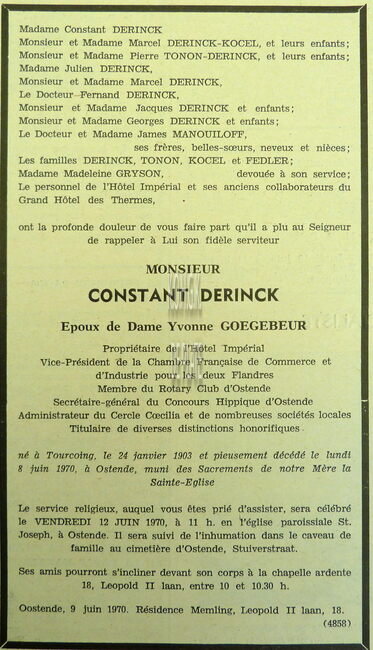 Madame Constant DERINCK
Monsieur et Madame Marcel DERINCK-KOCEL, et leurs enfants;
Monsieur et Madame Pierre TONON-DERINCK, et leurs enfants;
Madame Julien DERINCK,
Monsieur et Madame Marcel DERINCK,
Le Docteur Fernand DERINCK,
Monsieur et Madame Jacques DERINCK et enfants;
Monsieur et Madame Georges DERINCK et enfants;
Le Docteur et Madame James MANOUILOFF,
ses frères, belles-sœurs, neveux et nièces;
Les familles DERINCK, TONON, KOCEL et FEDLER;
Madame Madeleine GRYSON, devouée à son service;
Le personnel de l'Hôtel Impérial et ses anciens collaborateurs du
Grand Hôtel des Thermes,
ont la profonde douleur de vous faire part qu'il a plu au Seigneur
de rappeler à Lui son fidèle serviteur
MONSIEUR
CONSTANT DERINCK
Epoux de Dame Yvonne GOEGEBEUR
Propriétaire de l'Hôtel Impérial
Vice-Président de la Chambre Française de Commerce et
d'Industrie pour les deux Flandres
Membre du Rotary Club d'Ostende
Secrétaire-général du Concours Hippique d'Ostende
Administrateur du Cercle Cœcilia et de nombreuses sociétés locales
Titulaire de diverses distinctions honorifiques
né à Tourcoing, le 24 janvier 1903 et pieusement décédé le lundi
8 juin 1970, à Ostende, muni des Sacrements de notre Mère la
Sainte-Eglise
Le service religieux, auquel vous êtes prié d'assister, sera célébré
le VENDREDI 12 JUIN 1970, à 11 h. en l'église paroissiale St.
Joseph, à Ostende. Il sera suivi de l'inhumation dans le caveau de
famille au cimetière d'Ostende, Stuiverstraat.
Ses amis pourront s'incliner devant son corps à la chapelle ardente
18, Leopold II laan, entre 10 et 10.30 h.
Oostende, 9 juin 1970. Résidence Memling, Leopold II laan, 18.
(4858)